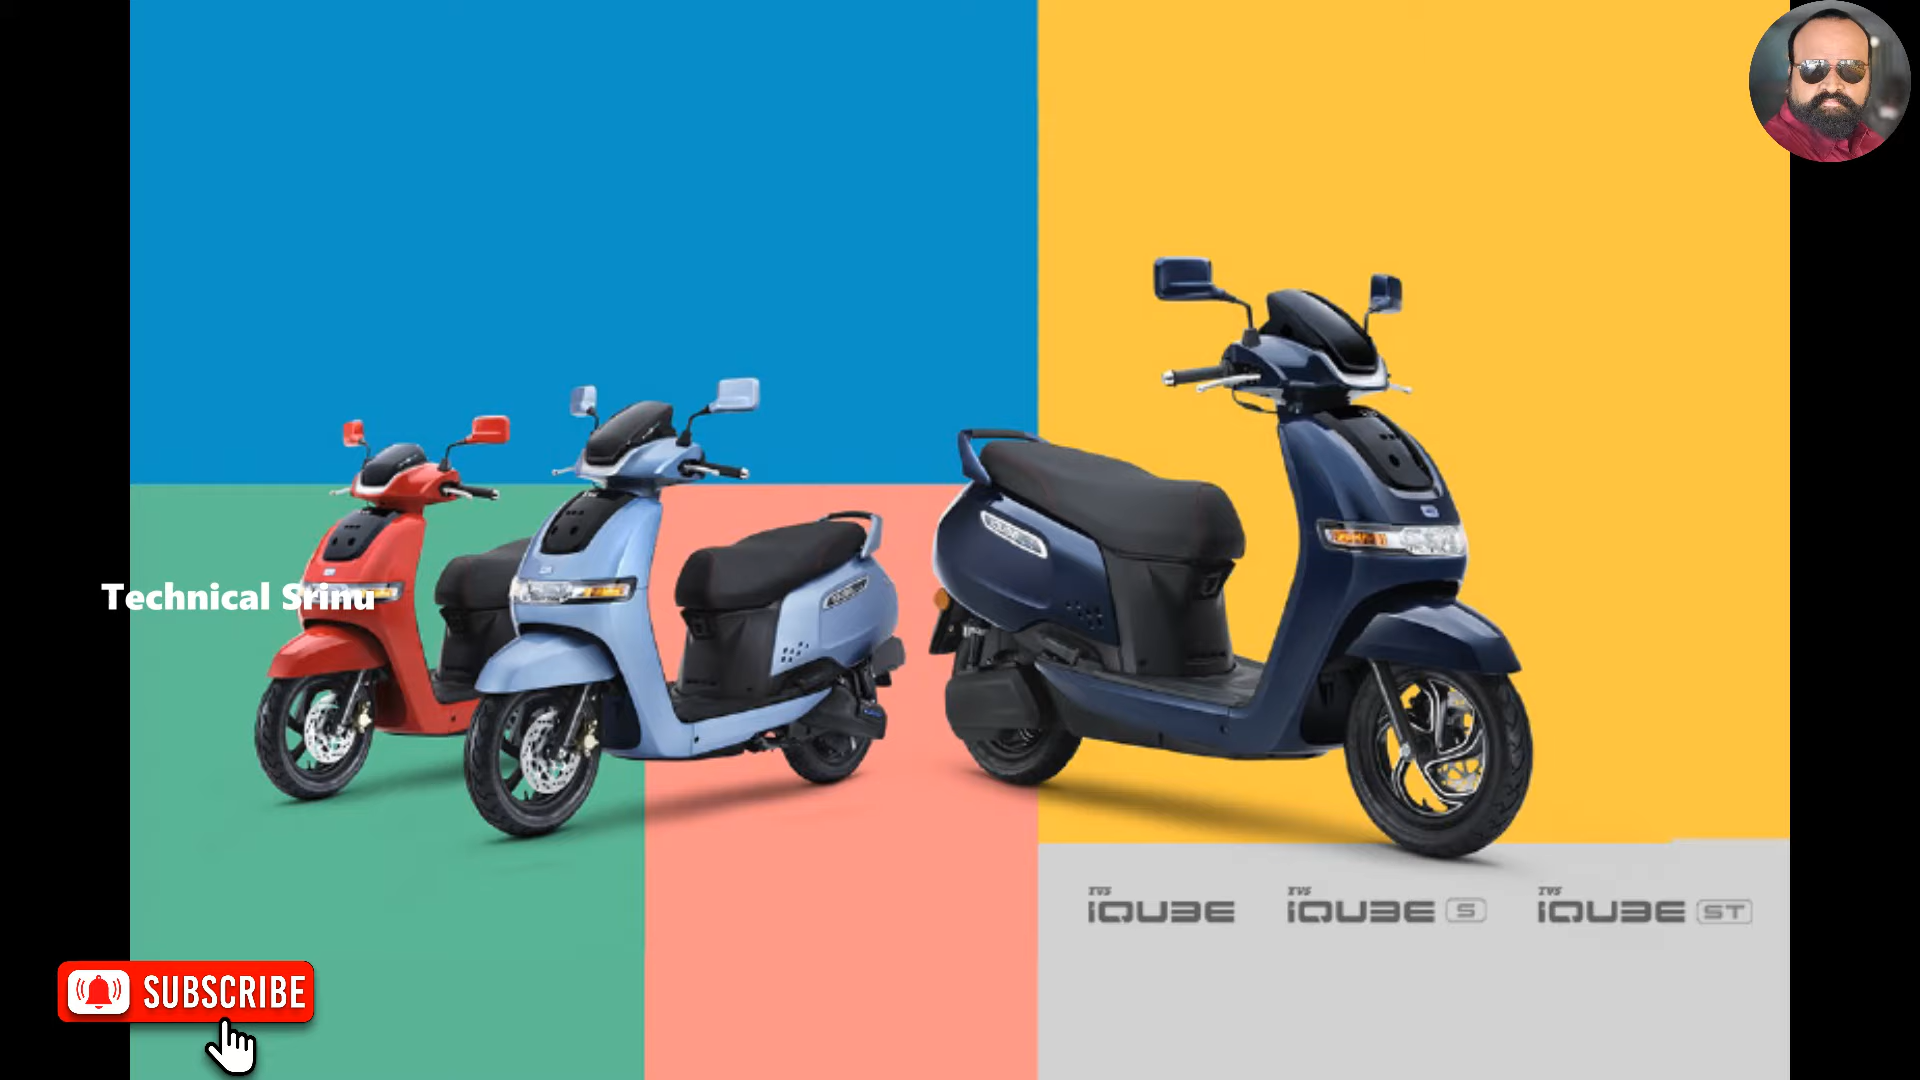 Technical Srinu
TVS
iQUBE
TVS
iQUBE S
TVS
iQUBE ST
SUBSCRIBE